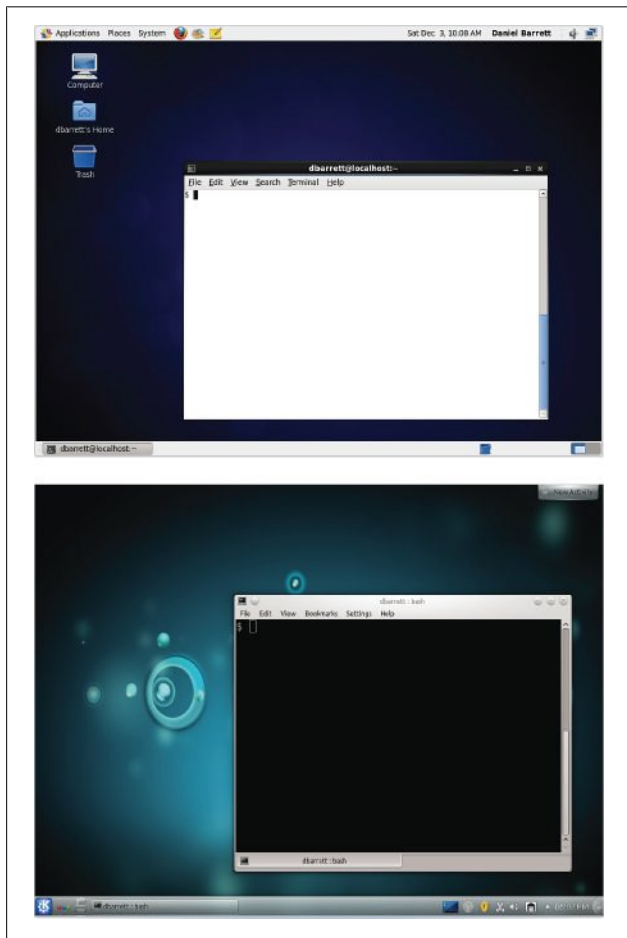 Applications Places System Sat Dec 3, 10:08 AM Daniel Barrett
Computer
dbarrett's Home
Trash
dbarrett@localhost:~
File Edit View Search Terminal Help
$
dbarrett@localhost:~
New Activity
dbarrett : bash
File Edit View Bookmarks Settings Help
$
dbarrett : bash
dbarrett : bash